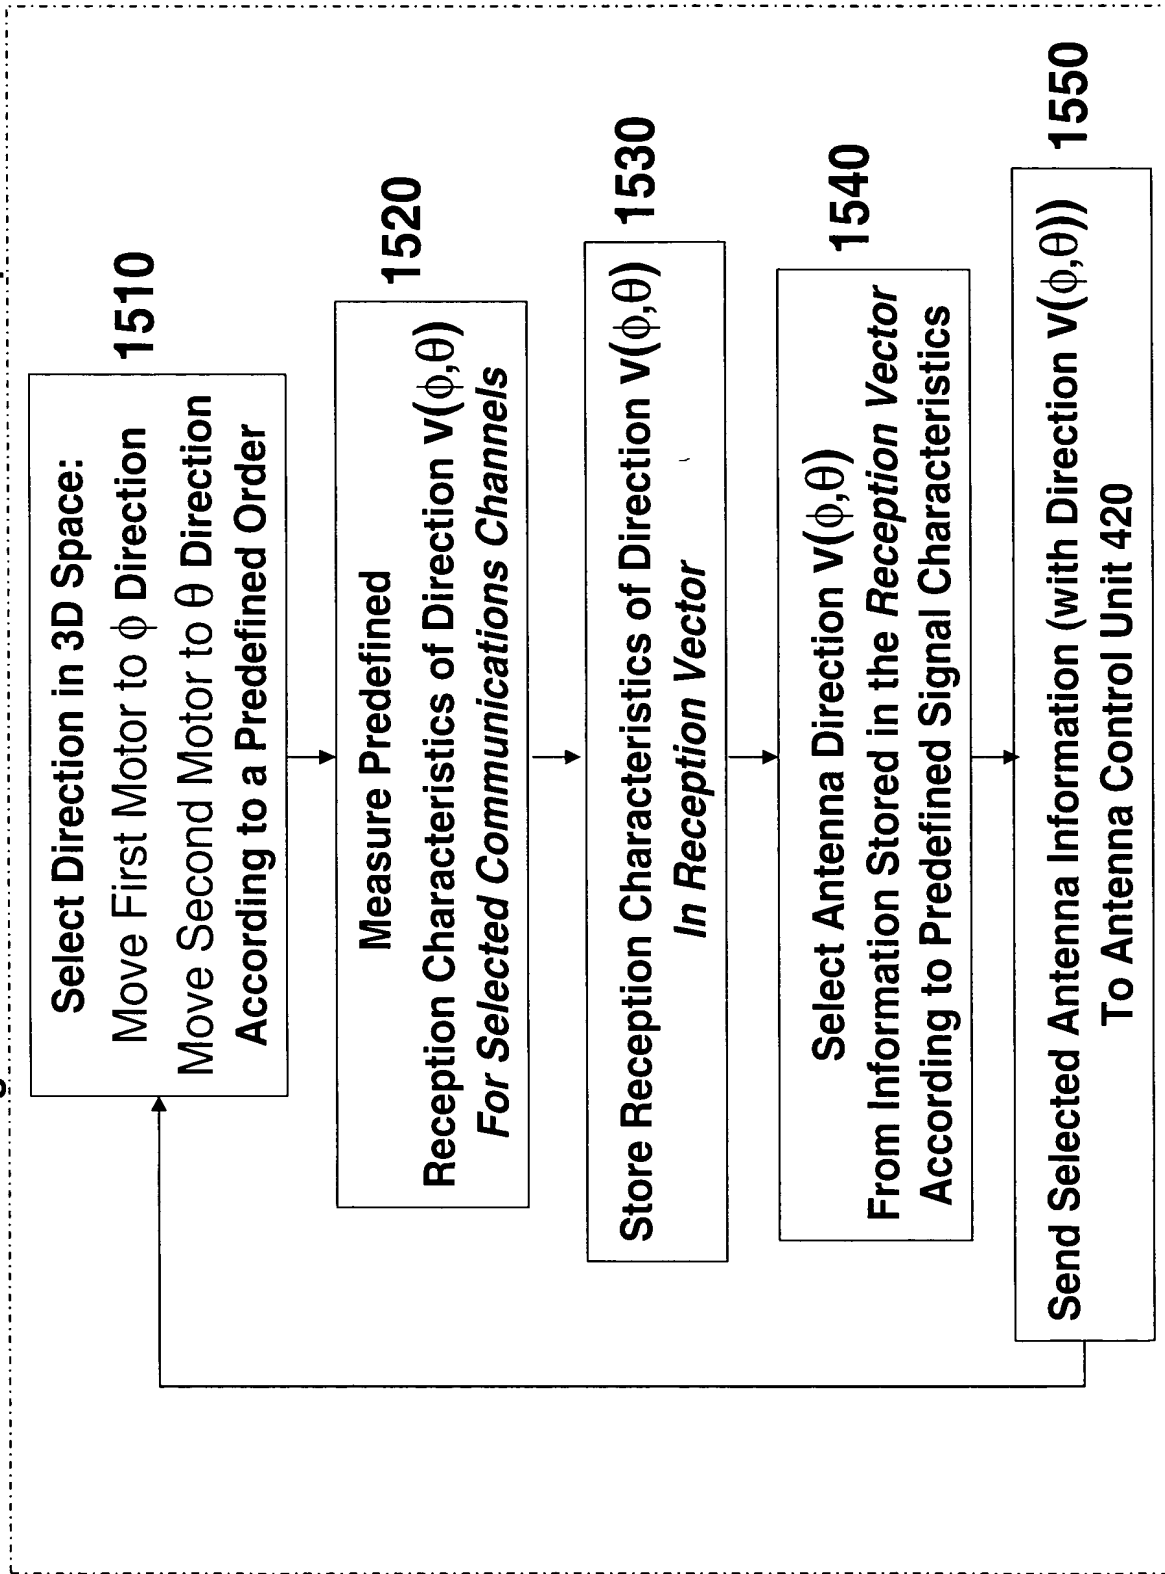 Select Direction in 3D Space:
Move First Motor to ϕ Direction
Move Second Motor to θ Direction
According to a Predefined Order
1510
Measure Predefined
Reception Characteristics of Direction V(ϕ,θ)
For Selected Communications Channels
1520
Store Reception Characteristics of Direction V(ϕ,θ)
In Reception Vector
1530
Select Antenna Direction V(ϕ,θ)
From Information Stored in the Reception Vector
According to Predefined Signal Characteristics
1540
Send Selected Antenna Information (with Direction V(ϕ,θ))
To Antenna Control Unit 420
1550